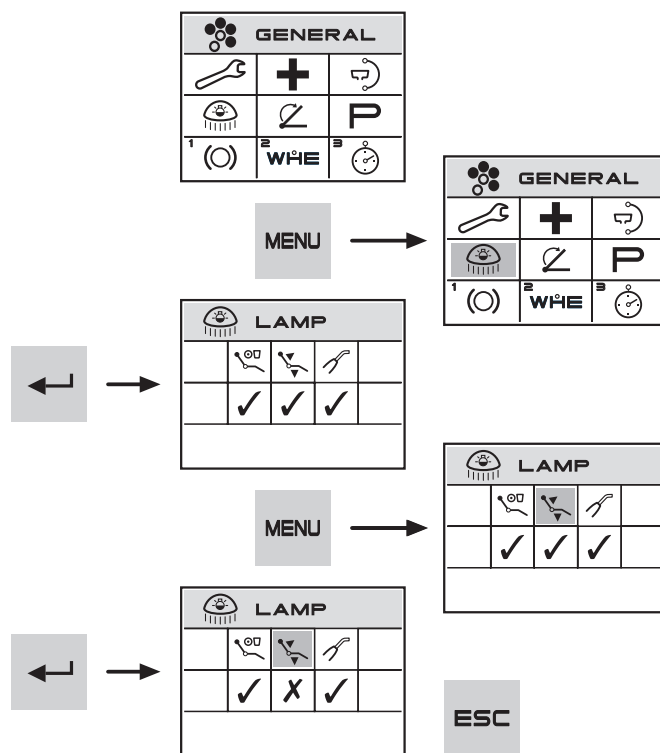 GENERAL
P
1 2 WHE 3
MENU
GENERAL
P
1 2 WHE 3
LAMP
✓ ✓ ✓
MENU
LAMP
✓ ✓ ✓
LAMP
✓ ✗ ✓
ESC